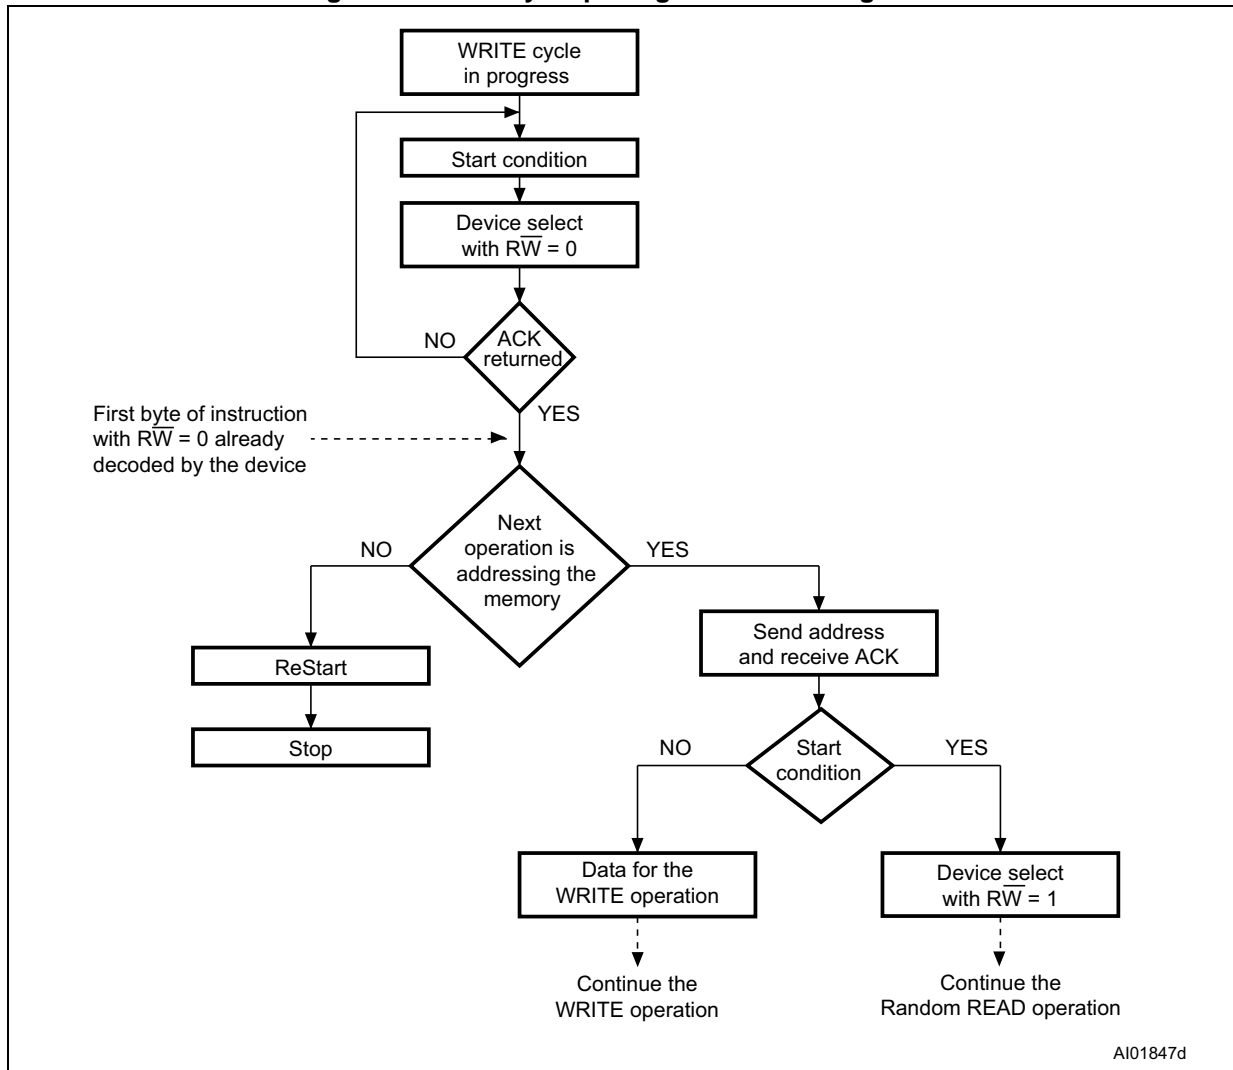 WRITE cycle
in progress
Start condition
Device select
with RW̅ = 0
ACK
returned
NO
YES
First byte of instruction
with RW̅ = 0 already
decoded by the device
Next
operation is
addressing the
memory
NO
YES
ReStart
Stop
Send address
and receive ACK
Start
condition
NO
YES
Data for the
WRITE operation
Device select
with RW̅ = 1
Continue the
WRITE operation
Continue the
Random READ operation
AI01847d